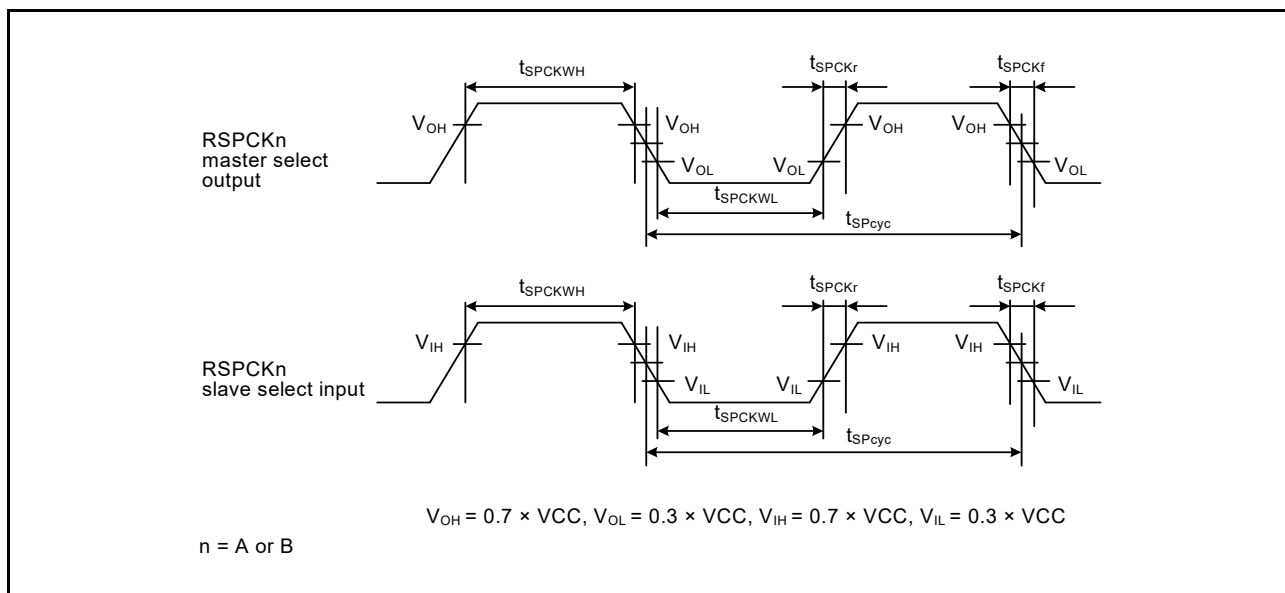 tSPCKWH
tSPCKr
tSPCKf
RSPCKn
master select
output
VOH
VOH
VOL
VOL
VOH
VOH
VOL
tSPCKWL
tSPcyc
tSPCKWH
tSPCKr
tSPCKf
RSPCKn
slave select input
VIH
VIH
VIL
VIL
VIH
VIH
VIL
tSPCKWL
tSPcyc
VOH = 0.7 × VCC, VOL = 0.3 × VCC, VIH = 0.7 × VCC, VIL = 0.3 × VCC
n = A or B